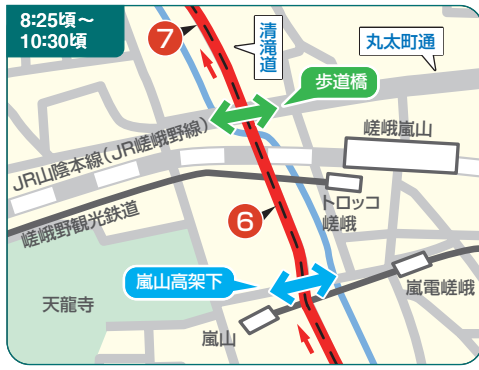 8:25頃～
10:30頃
7
清滝道
丸太町通
歩道橋
嵯峨嵐山
JR山陰本線(JR嵯峨野線)
トロッコ
嵯峨
6
嵯峨野観光鉄道
嵐山高架下
嵐電嵯峨
天龍寺
嵐山